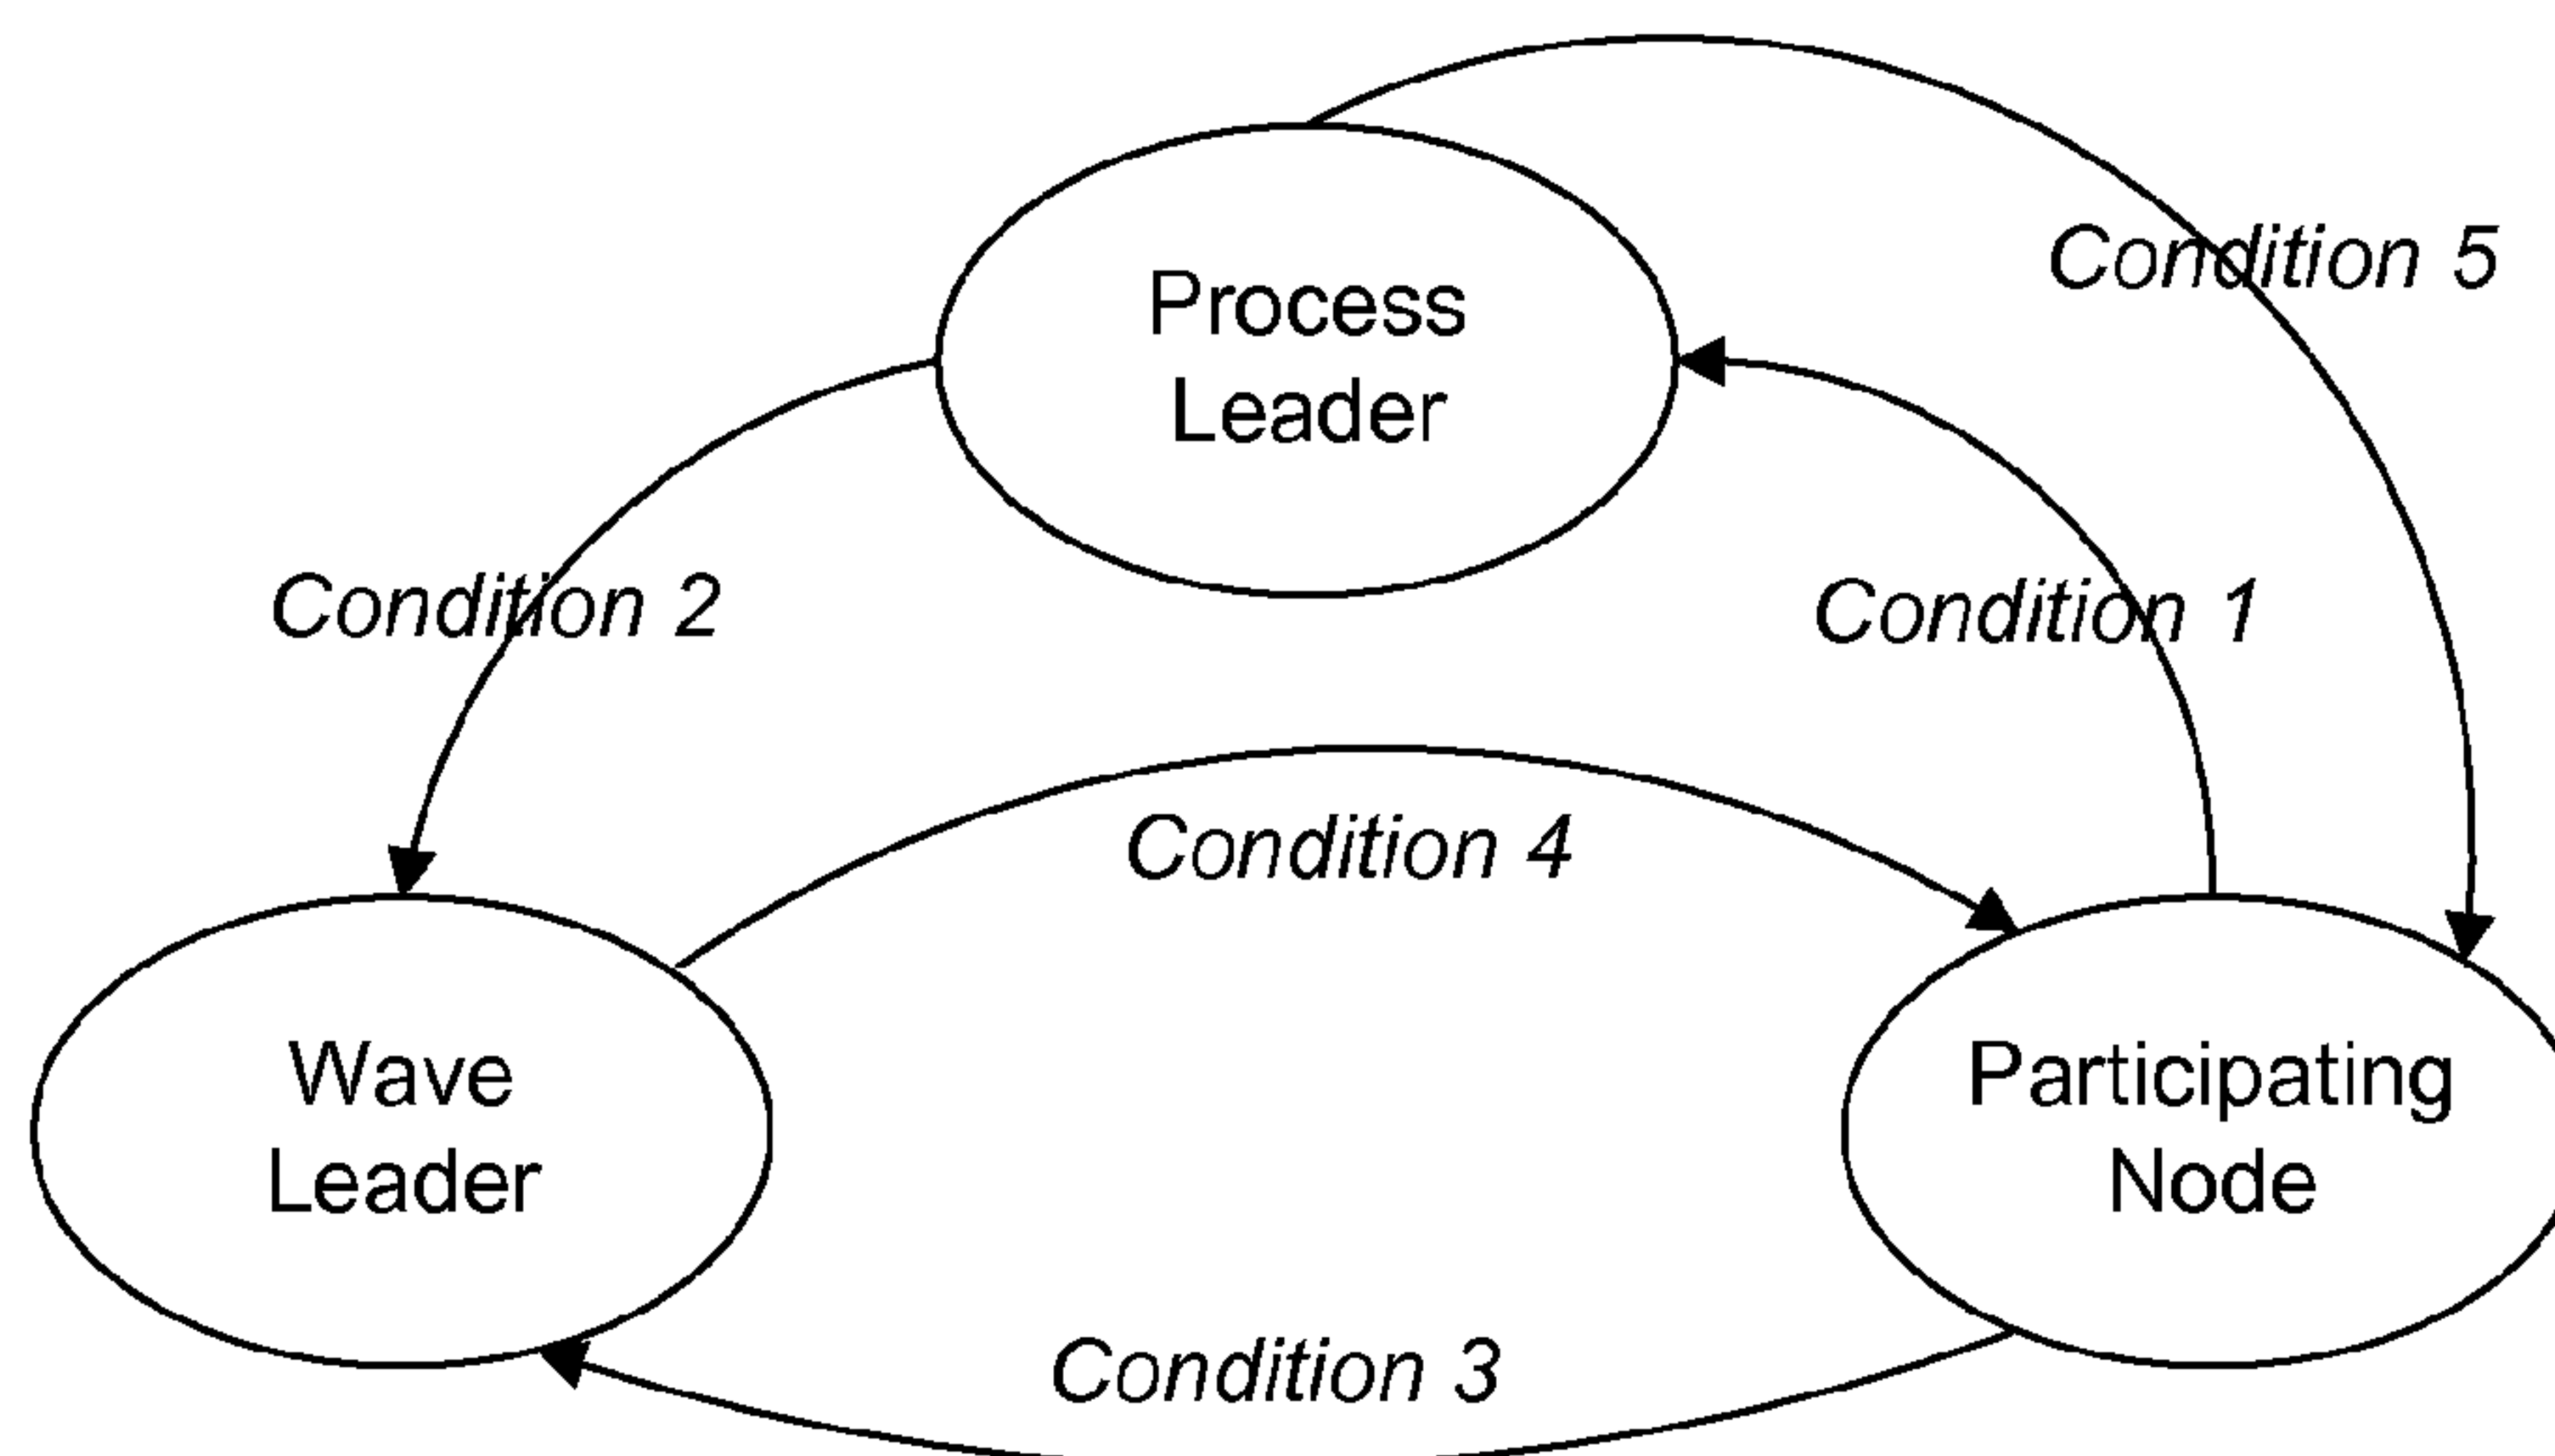 Condition 5
Process
Leader
Condition 2
Condition 1
Condition 4
Wave
Leader
Participating
Node
Condition 3